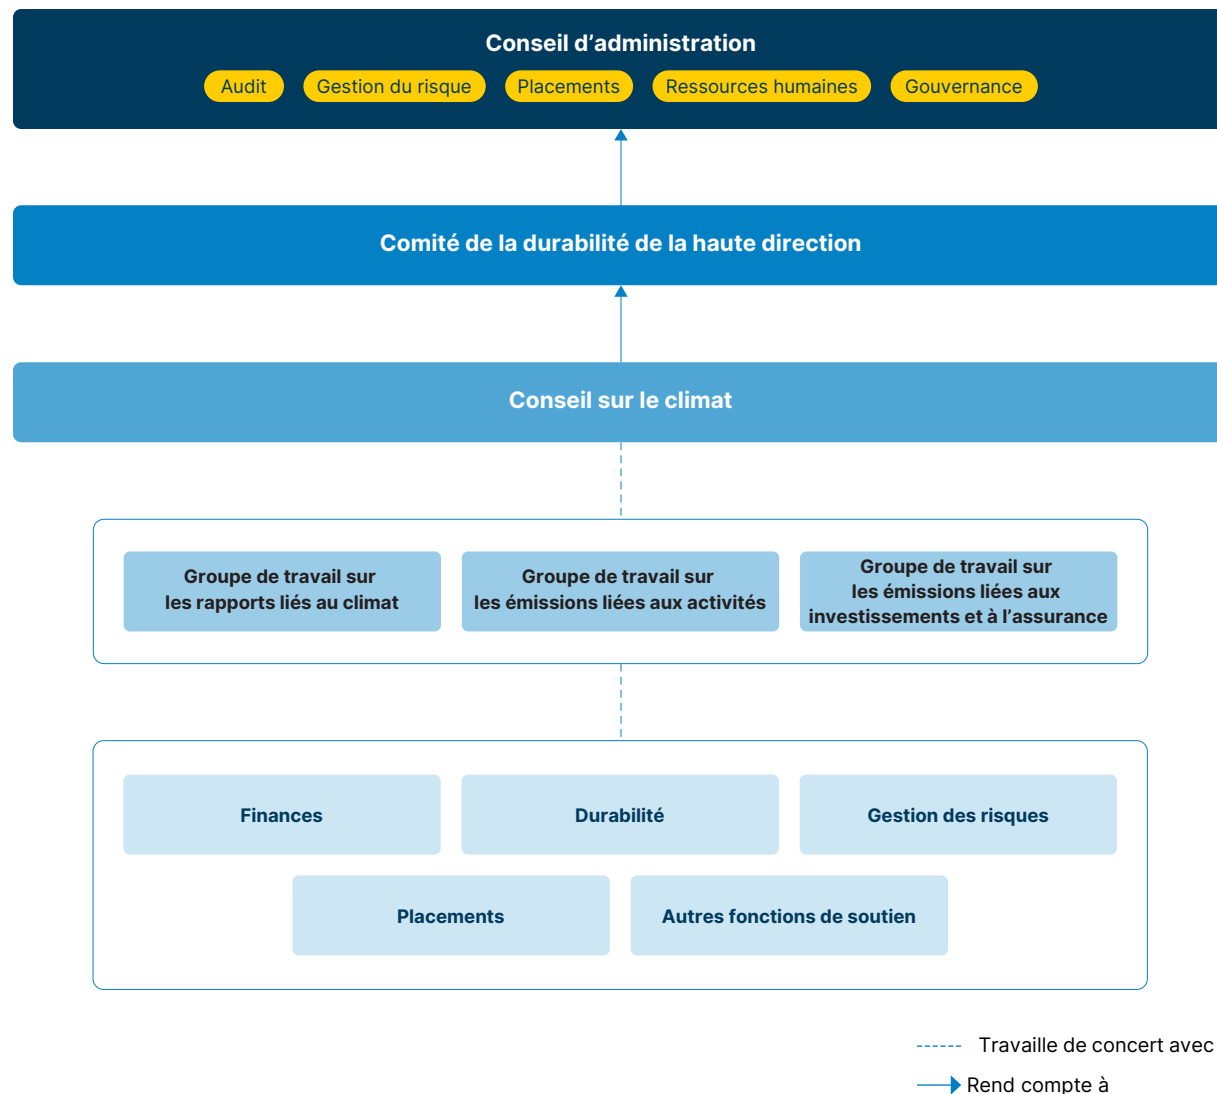 Conseil d’administration
Audit
Gestion du risque
Placements
Ressources humaines
Gouvernance
Comité de la durabilité de la haute direction
Conseil sur le climat
Groupe de travail sur
les rapports liés au climat
Groupe de travail sur
les émissions liées aux activités
Groupe de travail sur
les émissions liées aux
investissements et à l’assurance
Finances
Durabilité
Gestion des risques
Placements
Autres fonctions de soutien
Travaille de concert avec
Rend compte à